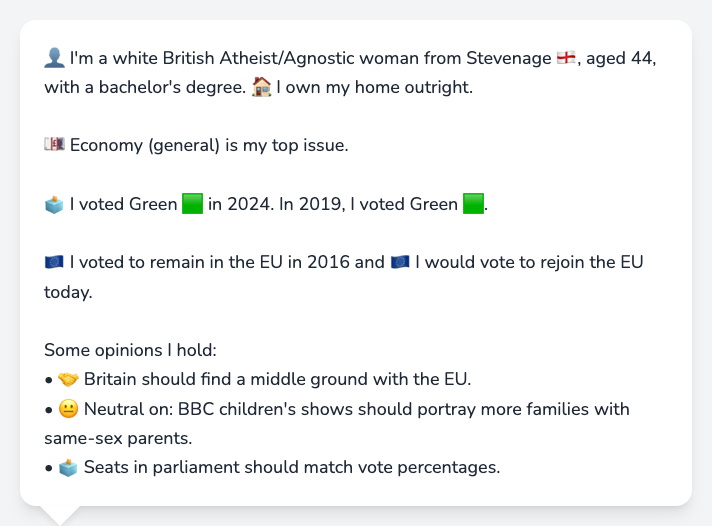 👤 I'm a white British Atheist/Agnostic woman from Stevenage 🏴󠁧󠁢󠁥󠁮󠁧󠁿, aged 44,
with a bachelor's degree. 🏠 I own my home outright.
💷 Economy (general) is my top issue.
🗳️ I voted Green 🟩 in 2024. In 2019, I voted Green 🟩.
🇪🇺 I voted to remain in the EU in 2016 and 🇪🇺 I would vote to rejoin the EU
today.
Some opinions I hold:
• 🤝 Britain should find a middle ground with the EU.
• 😐 Neutral on: BBC children's shows should portray more families with
same-sex parents.
• 🗳️ Seats in parliament should match vote percentages.